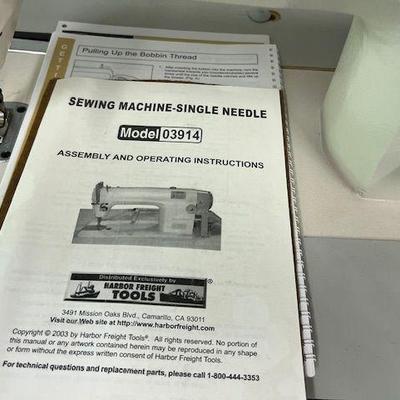 GETTI
Pulling Up the Bobbin Thread
SEWING MACHINE-SINGLE NEEDLE
Model 03914
ASSEMBLY AND OPERATING INSTRUCTIONS
Distributed Exclusively by
HARBOR FREIGHT
TOOLS ®
3491 Mission Oaks Blvd., Camarillo, CA 93011
Visit our Web site at http://www.harborfreight.com
Copyright © 2003 by Harbor Freight Tools®. All rights reserved. No portion of
this manual or any artwork contained herein may be reproduced in any shape
or form without the express written consent of Harbor Freight Tools.
For technical questions and replacement parts, please call 1-800-444-3353